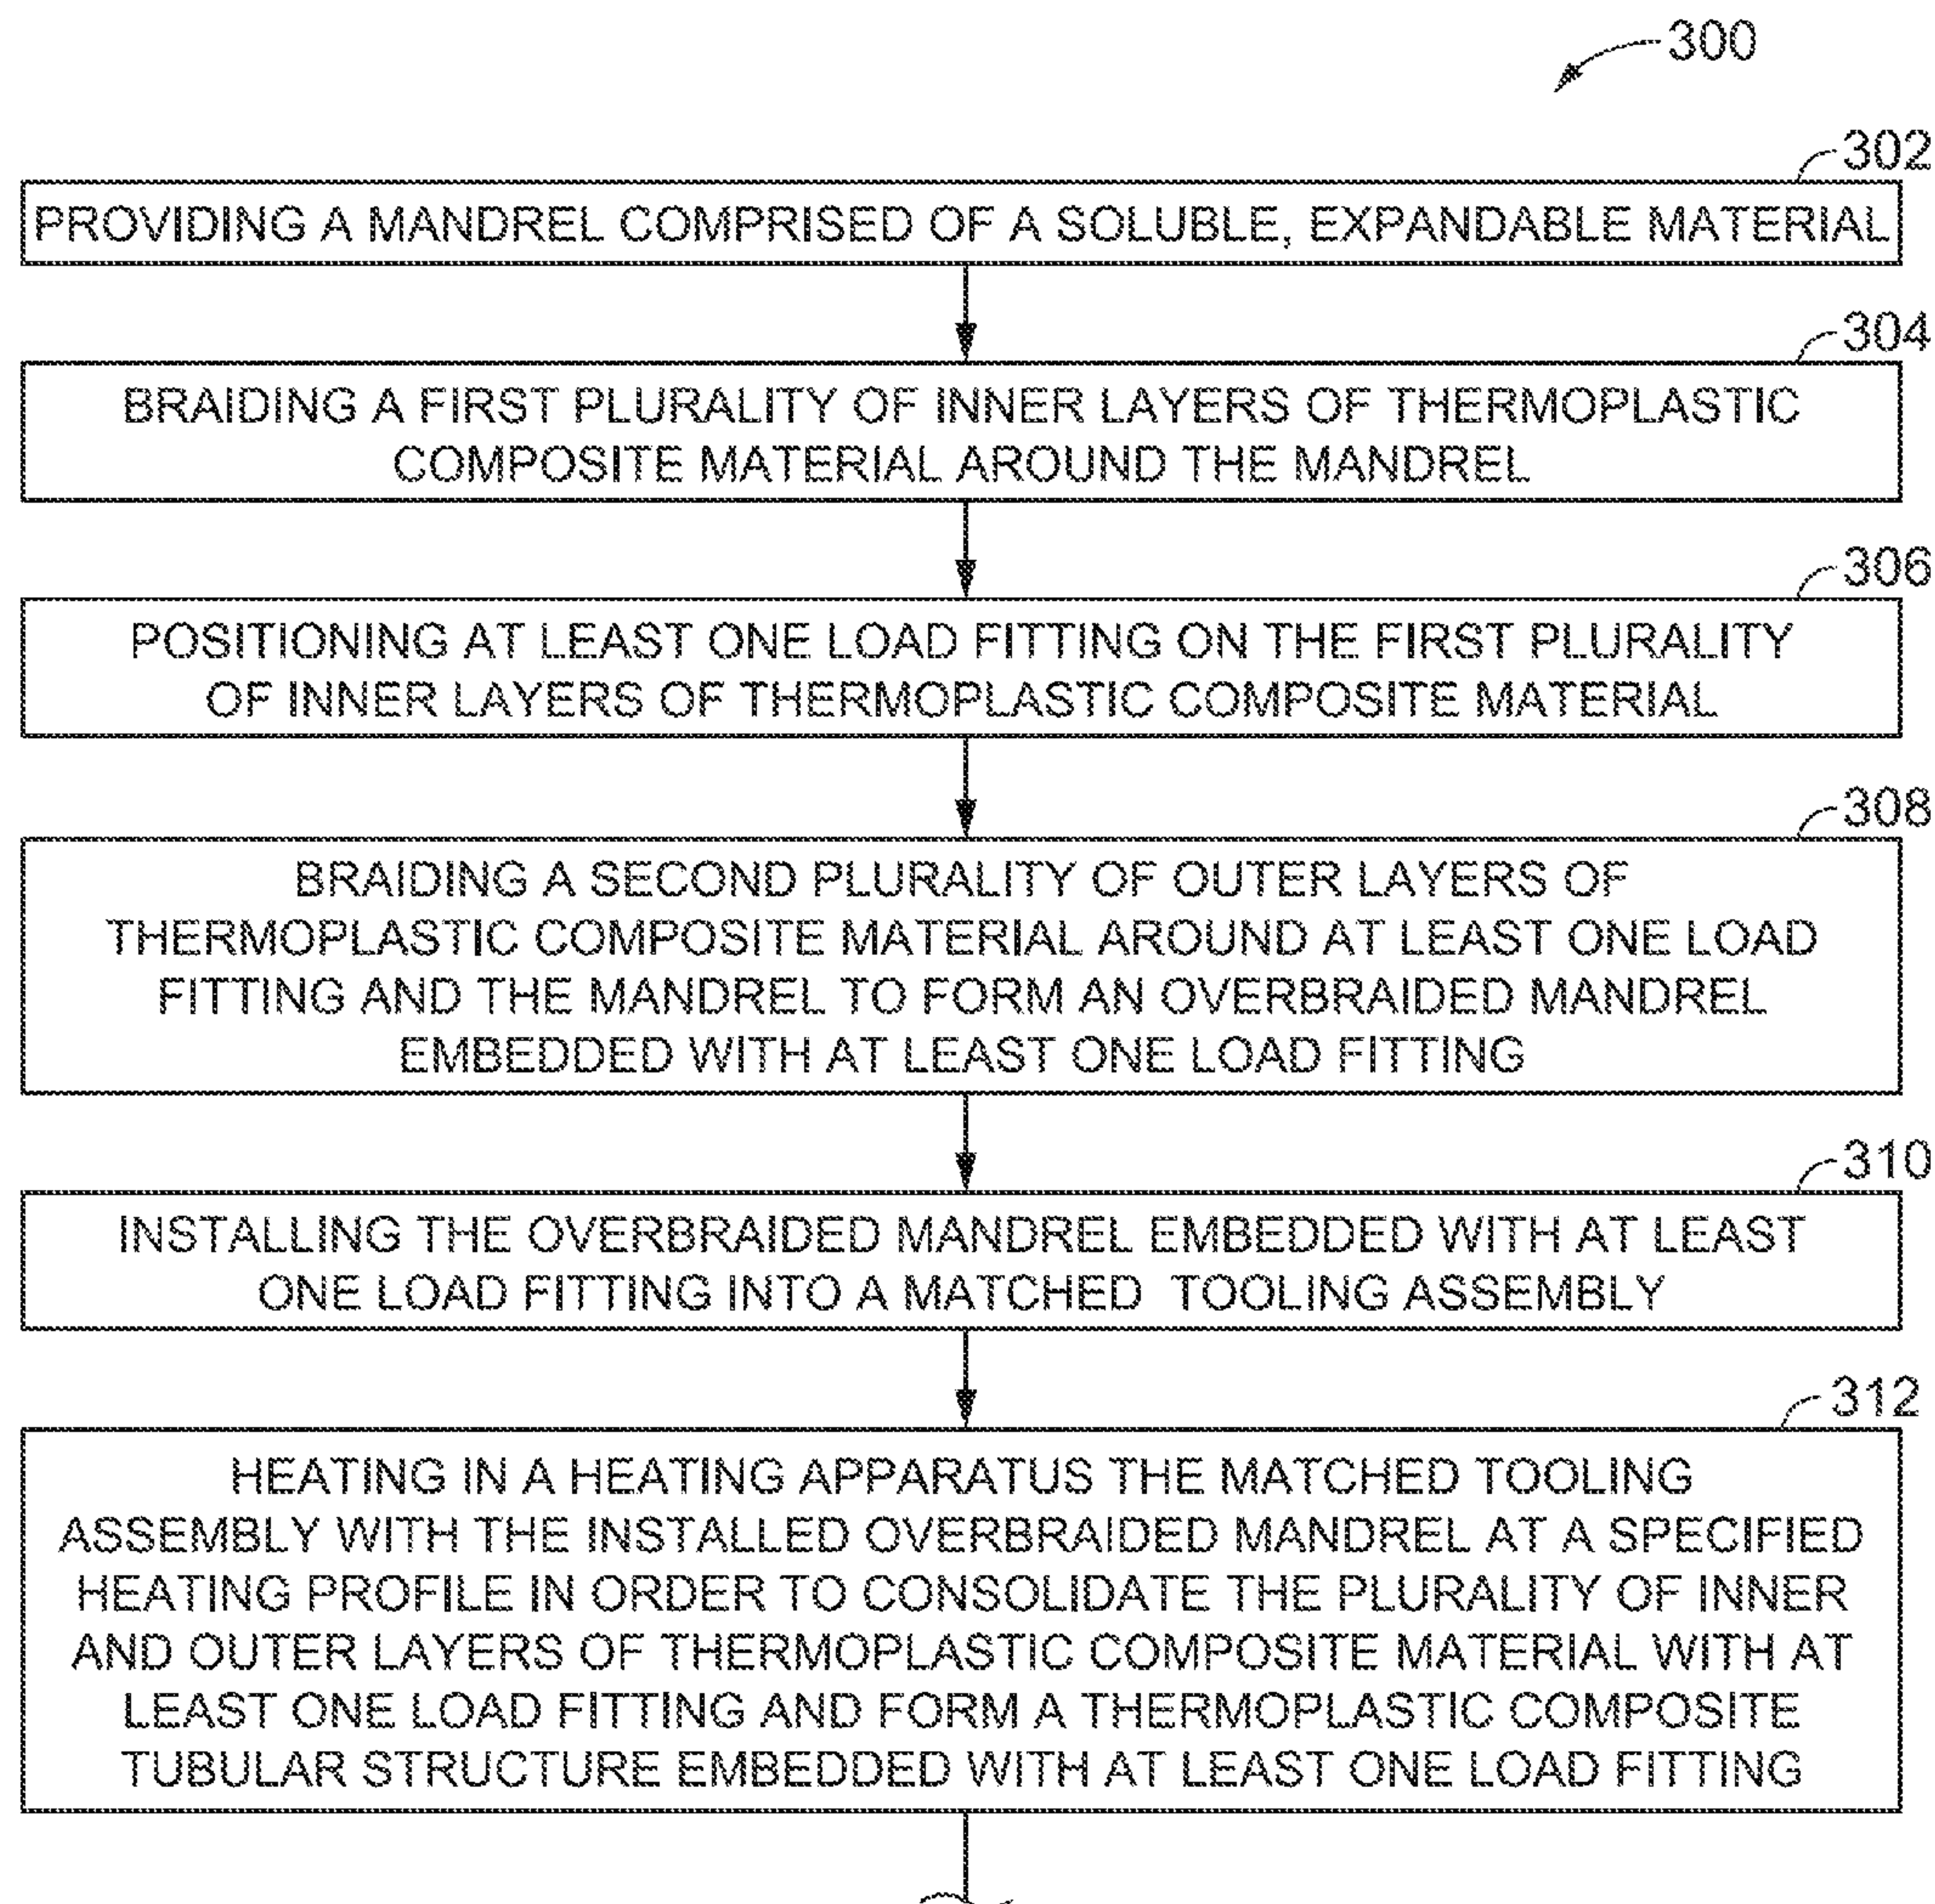 300
302
PROVIDING A MANDREL COMPRISED OF A SOLUBLE, EXPANDABLE MATERIAL
304
BRAIDING A FIRST PLURALITY OF INNER LAYERS OF THERMOPLASTIC
COMPOSITE MATERIAL AROUND THE MANDREL
306
POSITIONING AT LEAST ONE LOAD FITTING ON THE FIRST PLURALITY
OF INNER LAYERS OF THERMOPLASTIC COMPOSITE MATERIAL
308
BRAIDING A SECOND PLURALITY OF OUTER LAYERS OF
THERMOPLASTIC COMPOSITE MATERIAL AROUND AT LEAST ONE LOAD
FITTING AND THE MANDREL TO FORM AN OVERBRAIDED MANDREL
EMBEDDED WITH AT LEAST ONE LOAD FITTING
310
INSTALLING THE OVERBRAIDED MANDREL EMBEDDED WITH AT LEAST
ONE LOAD FITTING INTO A MATCHED TOOLING ASSEMBLY
312
HEATING IN A HEATING APPARATUS THE MATCHED TOOLING
ASSEMBLY WITH THE INSTALLED OVERBRAIDED MANDREL AT A SPECIFIED
HEATING PROFILE IN ORDER TO CONSOLIDATE THE PLURALITY OF INNER
AND OUTER LAYERS OF THERMOPLASTIC COMPOSITE MATERIAL WITH AT
LEAST ONE LOAD FITTING AND FORM A THERMOPLASTIC COMPOSITE
TUBULAR STRUCTURE EMBEDDED WITH AT LEAST ONE LOAD FITTING